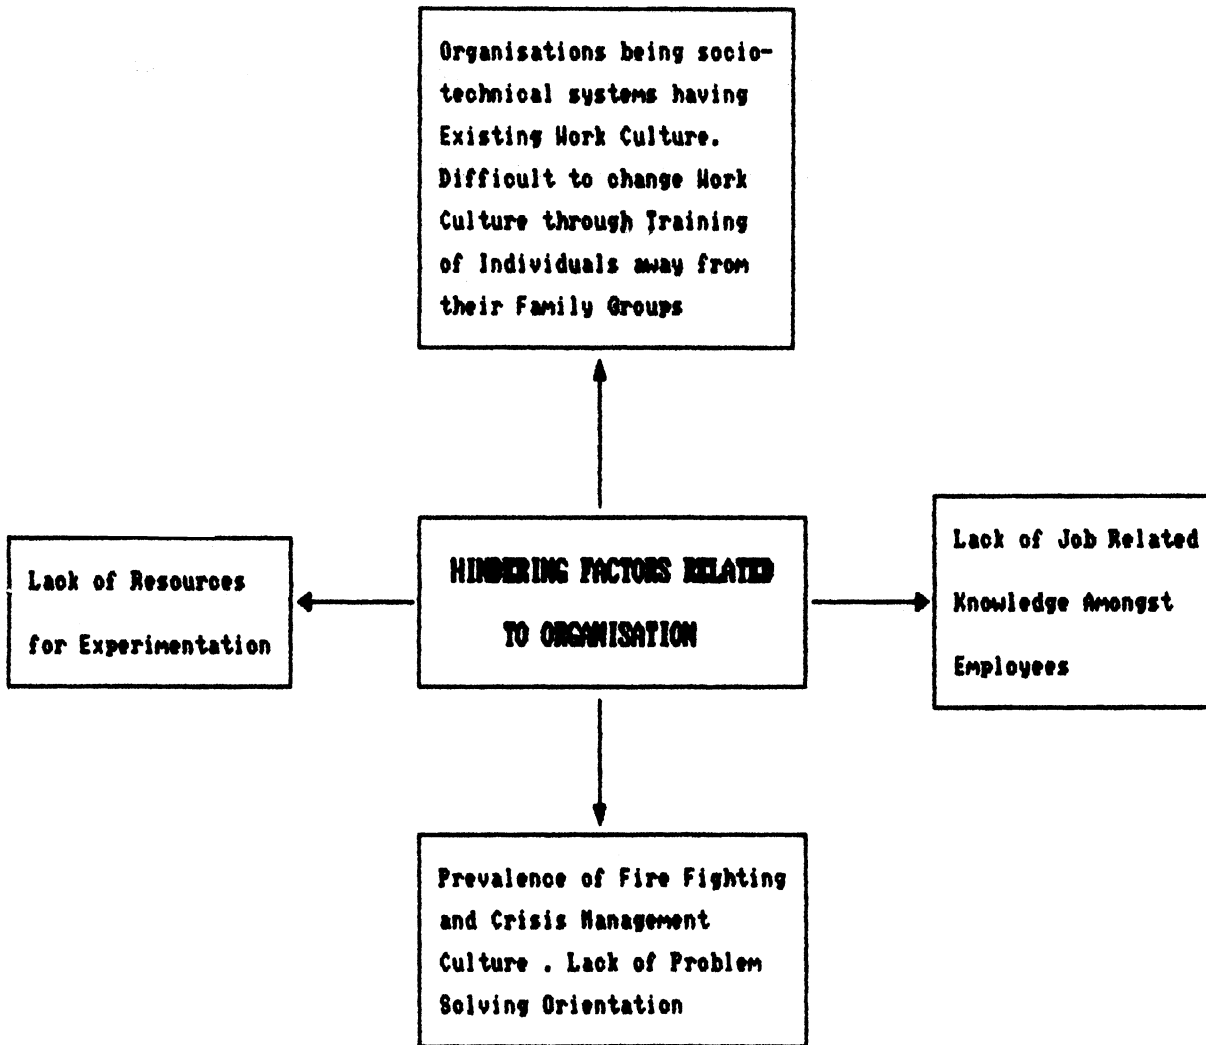 Organisations being socio-
technical systems having
Existing Work Culture.
Difficult to change Work
Culture through Training
of Individuals away from
their Family Groups
Lack of Resources
for Experimentation
HINDERING FACTORS RELATED
TO ORGANISATION
Lack of Job Related
Knowledge Amongst
Employees
Prevalence of Fire Fighting
and Crisis Management
Culture . Lack of Problem
Solving Orientation